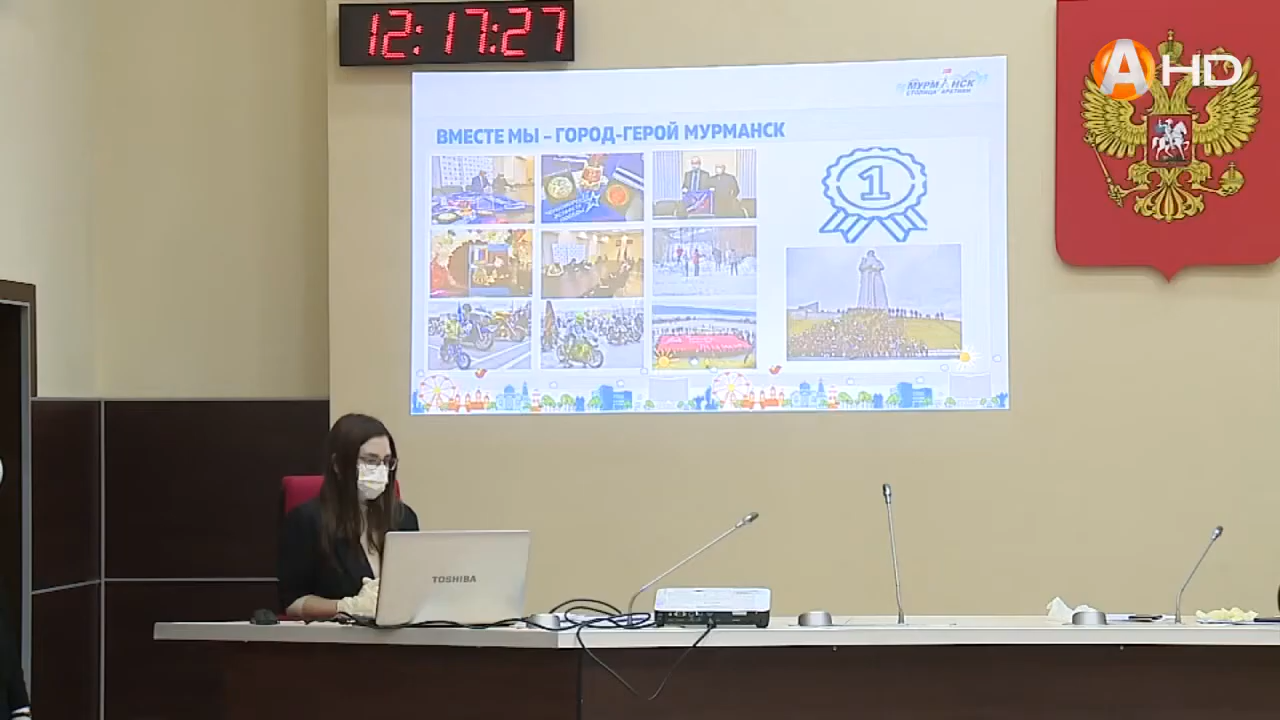 12:17:27
А HD
МУРМАНСК
СТОЛИЦА АРКТИКИ
ВМЕСТЕ МЫ – ГОРОД-ГЕРОЙ МУРМАНСК
1
TOSHIBA